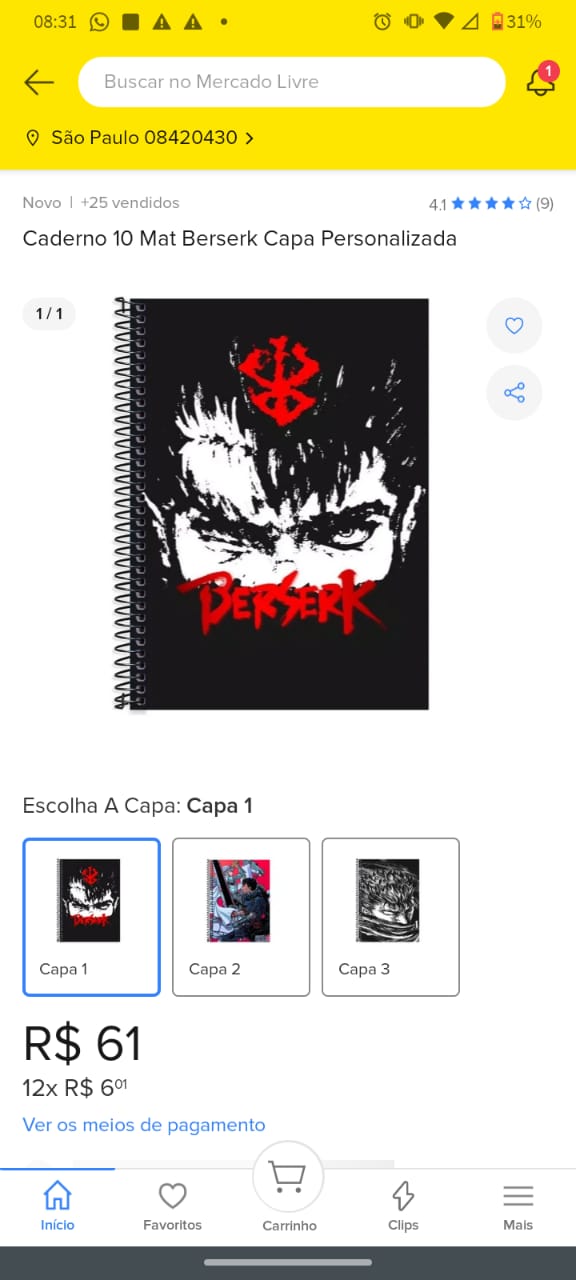 08:31
31%
Buscar no Mercado Livre
1
São Paulo 08420430
Novo | +25 vendidos
4.1 (9)
Caderno 10 Mat Berserk Capa Personalizada
1 / 1
BERSERK
Escolha A Capa: Capa 1
BERSERK
Capa 1
Capa 2
Capa 3
R$ 61
12x R$ 601
Ver os meios de pagamento
Início
Favoritos
Carrinho
Clips
Mais